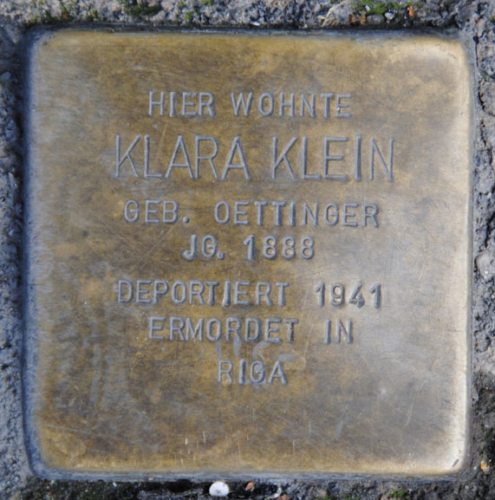 HIER WOHNTE
KLARA KLEIN
GEB. OETTINGER
JG. 1888
DEPORTIERT 1941
ERMORDET IN
RIGA